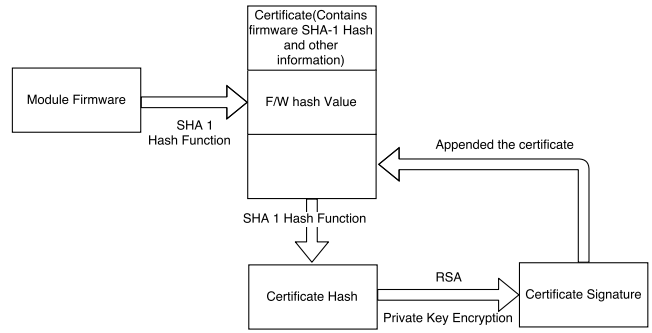 Certificate(Contains
firmware SHA-1 Hash
and other
information)
Module Firmware
F/W hash Value
SHA 1
Hash Function
Appended the certificate
SHA 1 Hash Function
Certificate Hash
RSA
Private Key Encryption
Certificate Signature